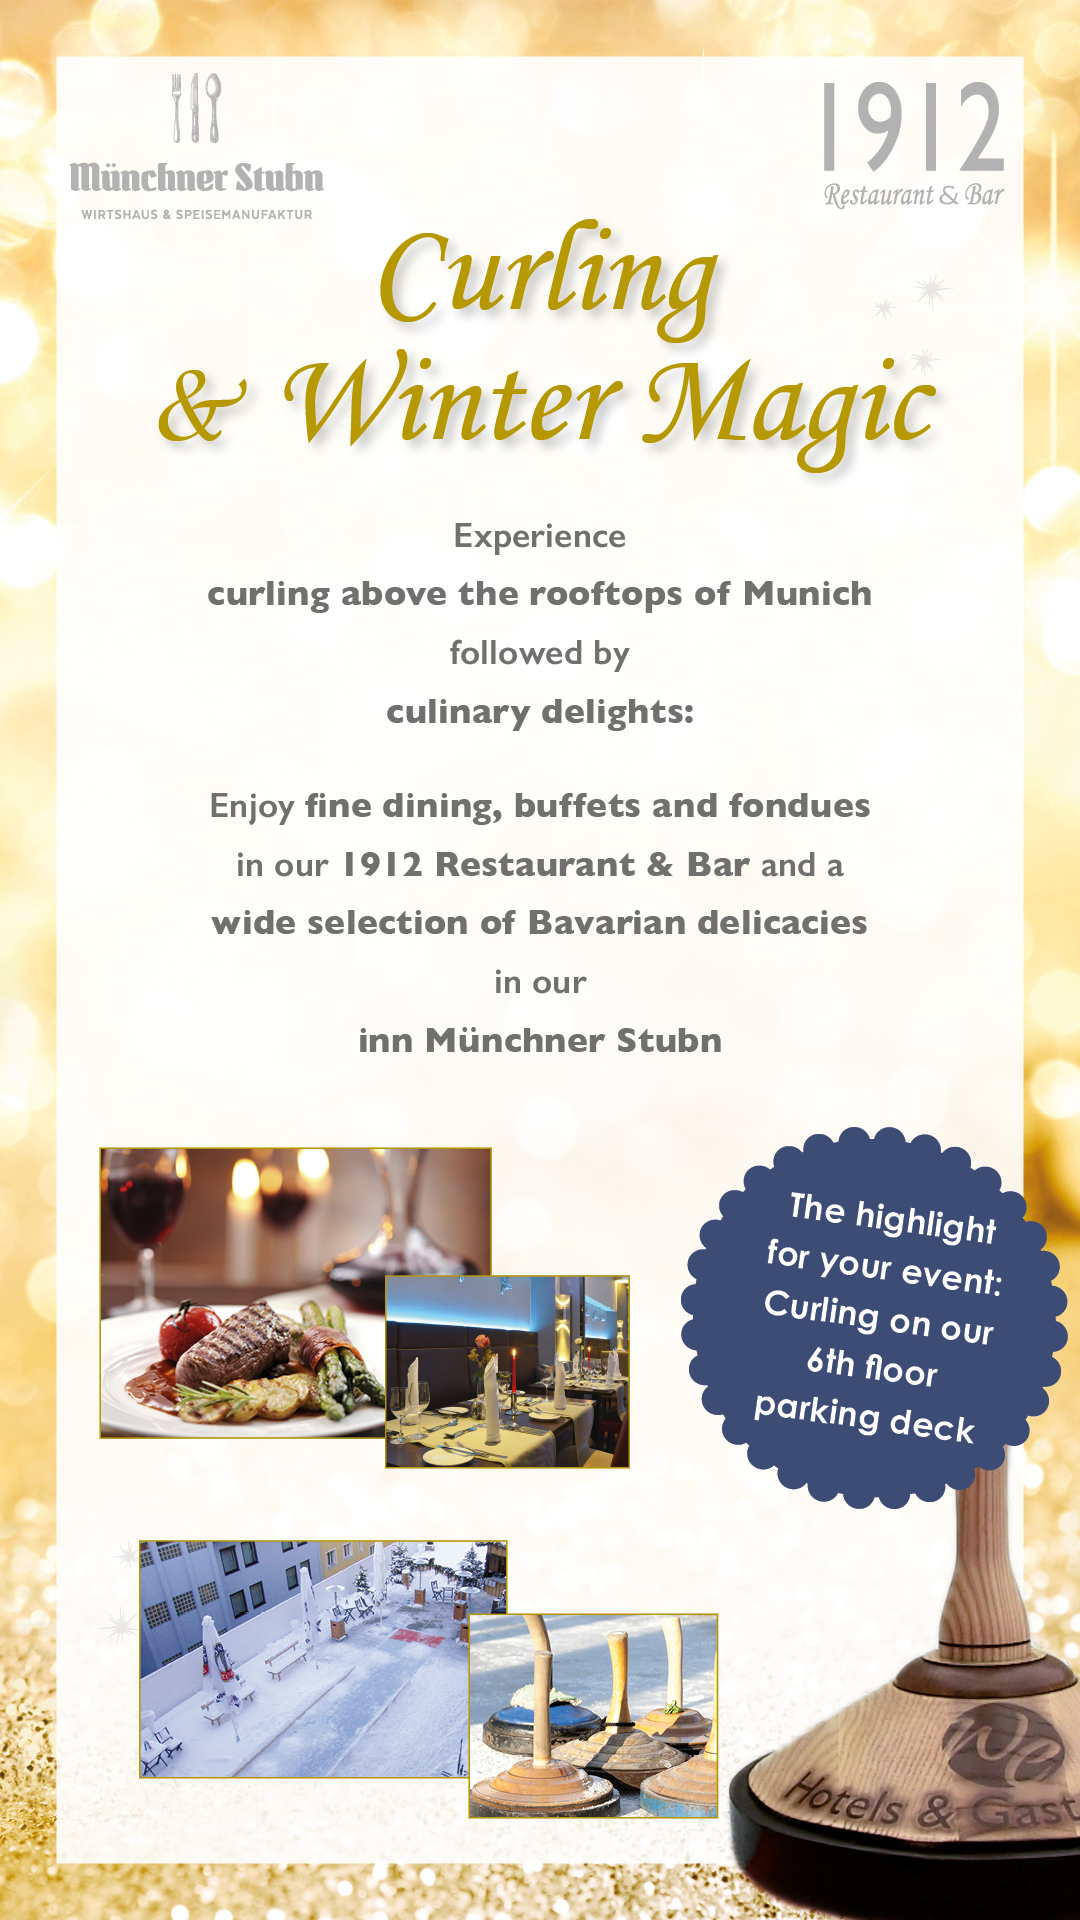 Münchner Stubn
WIRTSHAUS & SPEISEMANUFAKTUR
1912
Restaurant & Bar
Curling
& Winter Magic
Experience
curling above the rooftops of Munich
followed by
culinary delights:
Enjoy fine dining, buffets and fondues
in our 1912 Restaurant & Bar and a
wide selection of Bavarian delicacies
in our
inn Münchner Stubn
The highlight
for your event:
Curling on our
6th floor
parking deck
Hotels & Gast